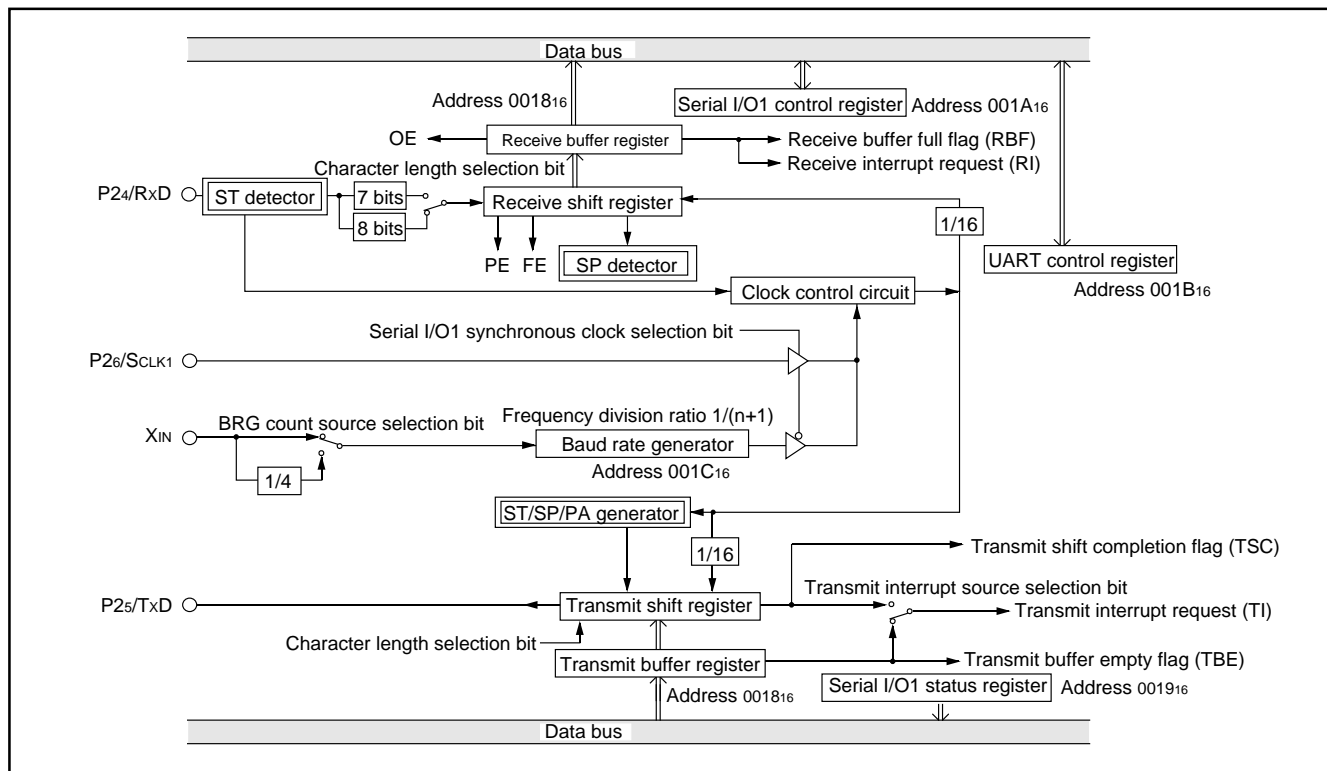 Data bus
Address 0018₁₆
Serial I/O1 control register
Address 001A₁₆
OE
Receive buffer register
Receive buffer full flag (RBF)
Receive interrupt request (RI)
Character length selection bit
P2₄/RxD
ST detector
7 bits
Receive shift register
8 bits
1/16
PE
FE
SP detector
UART control register
Address 001B₁₆
Clock control circuit
Serial I/O1 synchronous clock selection bit
P2₆/SCLK1
BRG count source selection bit
Frequency division ratio 1/(n+1)
XIN
Baud rate generator
Address 001C₁₆
1/4
ST/SP/PA generator
1/16
Transmit shift completion flag (TSC)
Transmit interrupt source selection bit
P2₅/TxD
Transmit shift register
Transmit interrupt request (TI)
Character length selection bit
Transmit buffer register
Transmit buffer empty flag (TBE)
Address 0018₁₆
Serial I/O1 status register
Address 0019₁₆
Data bus